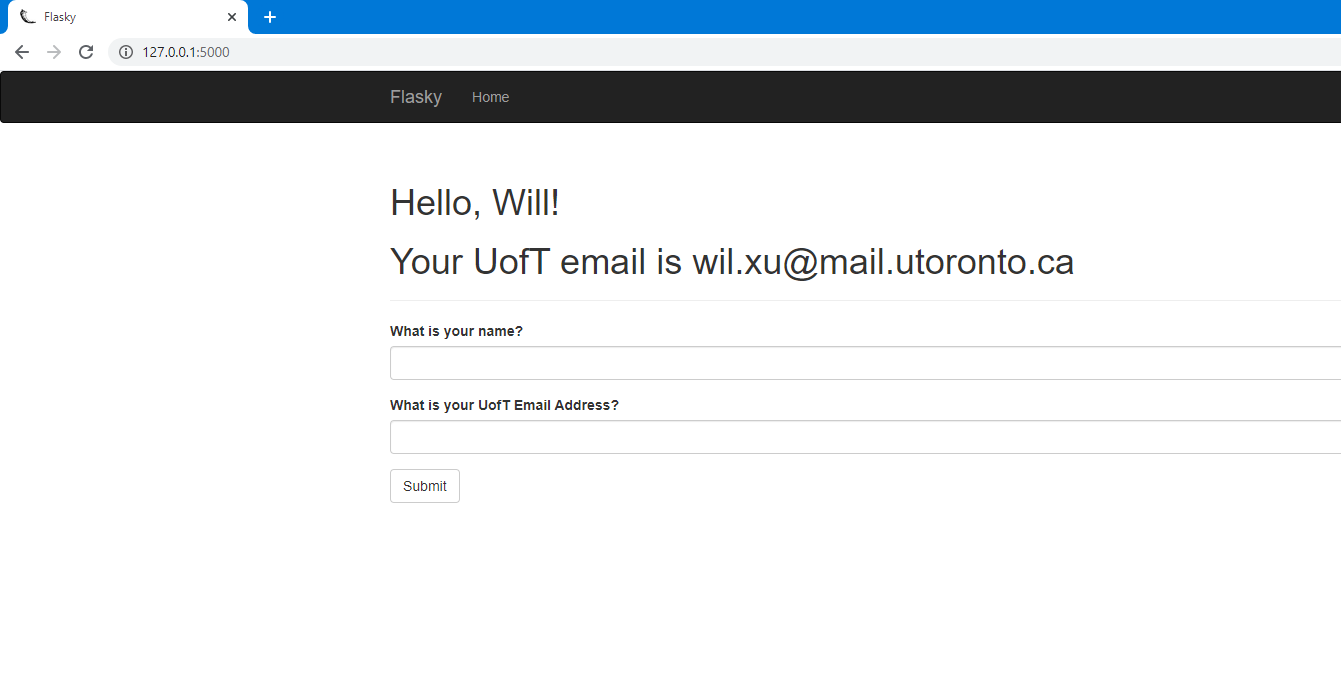 Flasky
127.0.0.1:5000
Flasky Home
Hello, Will!
Your UofT email is wil.xu@mail.utoronto.ca
What is your name?
What is your UofT Email Address?
Submit